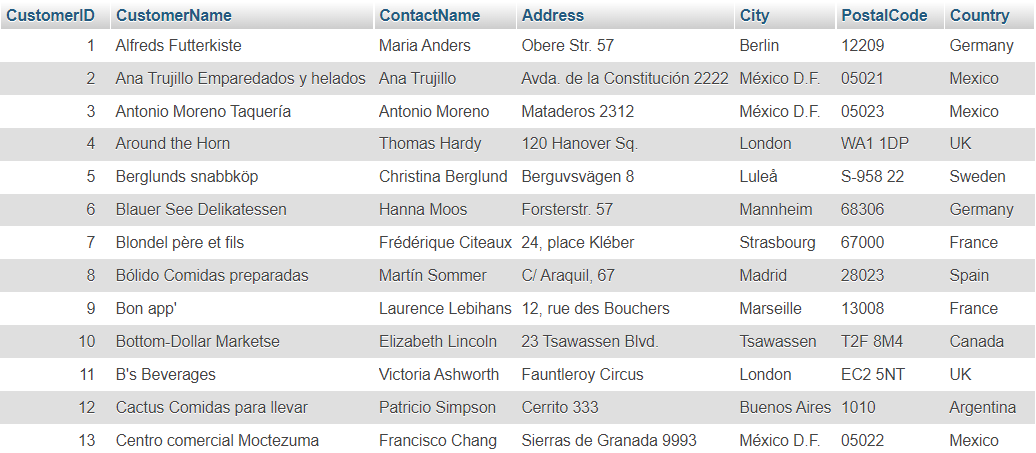 CustomerID CustomerName ContactName Address City PostalCode Country
1 Alfreds Futterkiste Maria Anders Obere Str. 57 Berlin 12209 Germany
2 Ana Trujillo Emparedados y helados Ana Trujillo Avda. de la Constitución 2222 México D.F. 05021 Mexico
3 Antonio Moreno Taquería Antonio Moreno Mataderos 2312 México D.F. 05023 Mexico
4 Around the Horn Thomas Hardy 120 Hanover Sq. London WA1 1DP UK
5 Berglunds snabbköp Christina Berglund Berguvsvägen 8 Luleå S-958 22 Sweden
6 Blauer See Delikatessen Hanna Moos Forsterstr. 57 Mannheim 68306 Germany
7 Blondel père et fils Frédérique Citeaux 24, place Kléber Strasbourg 67000 France
8 Bólido Comidas preparadas Martín Sommer C/ Araquil, 67 Madrid 28023 Spain
9 Bon app' Laurence Lebihans 12, rue des Bouchers Marseille 13008 France
10 Bottom-Dollar Marketse Elizabeth Lincoln 23 Tsawassen Blvd. Tsawassen T2F 8M4 Canada
11 B's Beverages Victoria Ashworth Fauntleroy Circus London EC2 5NT UK
12 Cactus Comidas para llevar Patricio Simpson Cerrito 333 Buenos Aires 1010 Argentina
13 Centro comercial Moctezuma Francisco Chang Sierras de Granada 9993 México D.F. 05022 Mexico